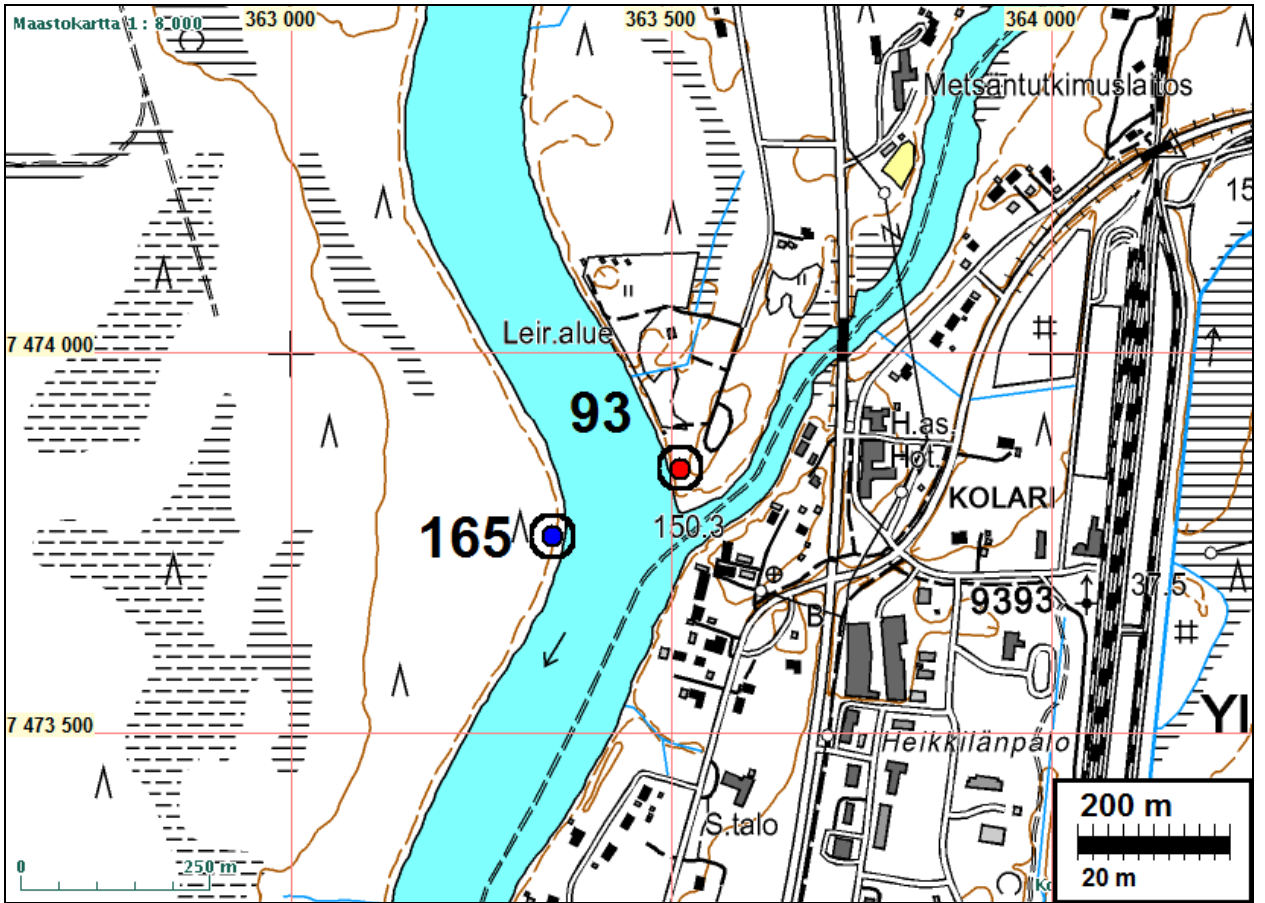 Maastokartta 1 : 8 000
363 000
363 500
364 000
Metsäntutkimuslaitos
15
7 474 000
Leir.alue
93
H.as.
Hot.
KOLARI
165
150.3
9393
37.5
B
7 473 500
YI
Heikkilänpalo
S.talo
200 m
20 m
0
250 m